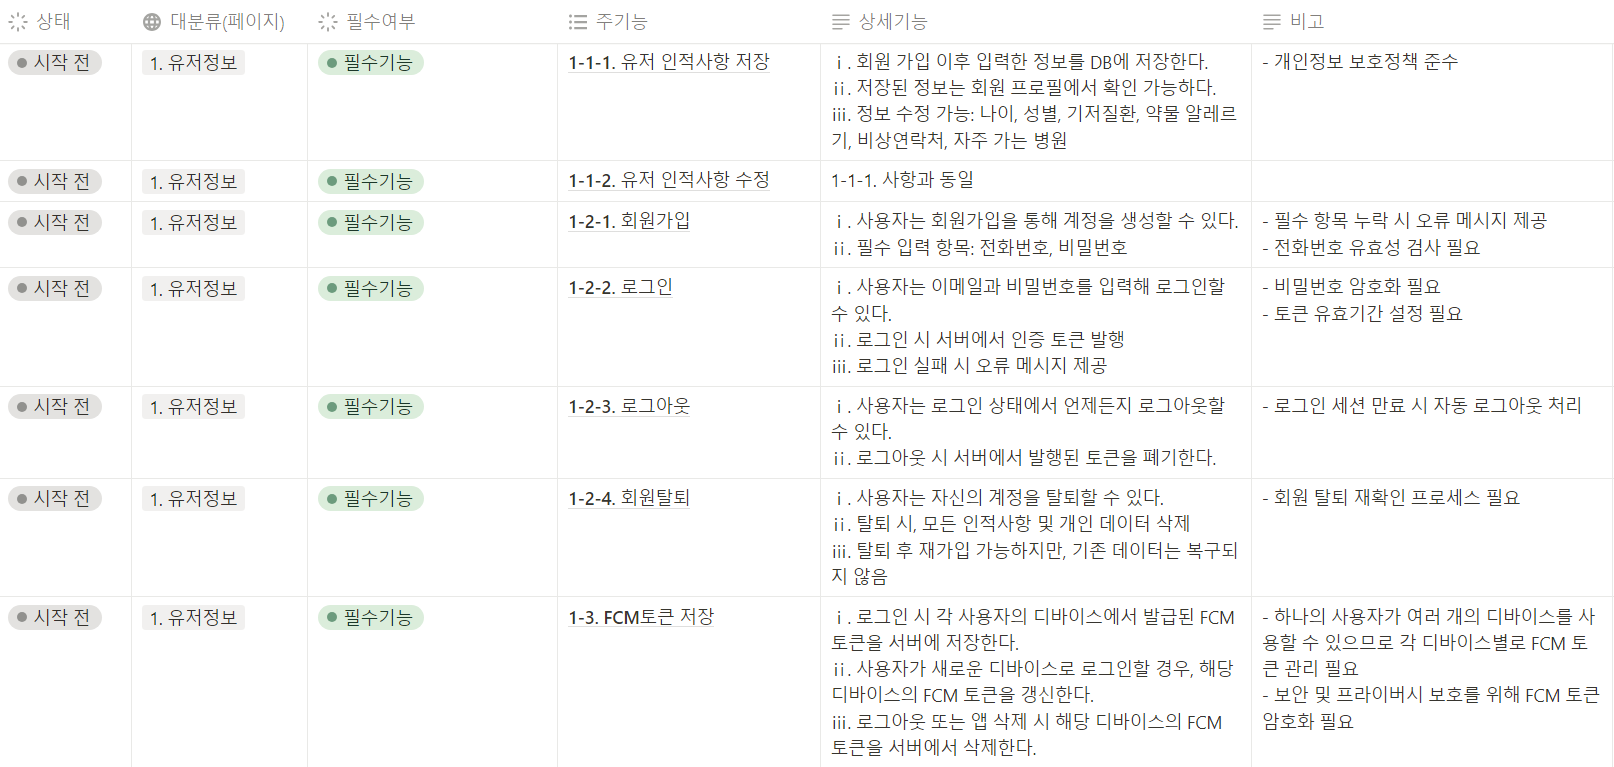 상태 대분류(페이지) 필수여부 주기능 상세기능 비고
시작 전 1. 유저정보 필수기능 1-1-1. 유저 인적사항 저장
ⅰ. 회원 가입 이후 입력한 정보를 DB에 저장한다.
ⅱ. 저장된 정보는 회원 프로필에서 확인 가능하다.
ⅲ. 정보 수정 가능: 나이, 성별, 기저질환, 약물 알레르
기, 비상연락처, 자주 가는 병원
- 개인정보 보호정책 준수
시작 전 1. 유저정보 필수기능 1-1-2. 유저 인적사항 수정
1-1-1. 사항과 동일
시작 전 1. 유저정보 필수기능 1-2-1. 회원가입
ⅰ. 사용자는 회원가입을 통해 계정을 생성할 수 있다.
ⅱ. 필수 입력 항목: 전화번호, 비밀번호
- 필수 항목 누락 시 오류 메시지 제공
- 전화번호 유효성 검사 필요
시작 전 1. 유저정보 필수기능 1-2-2. 로그인
ⅰ. 사용자는 이메일과 비밀번호를 입력해 로그인할
수 있다.
ⅱ. 로그인 시 서버에서 인증 토큰 발행
ⅲ. 로그인 실패 시 오류 메시지 제공
- 비밀번호 암호화 필요
- 토큰 유효기간 설정 필요
시작 전 1. 유저정보 필수기능 1-2-3. 로그아웃
ⅰ. 사용자는 로그인 상태에서 언제든지 로그아웃할
수 있다.
ⅱ. 로그아웃 시 서버에서 발행된 토큰을 폐기한다.
- 로그인 세션 만료 시 자동 로그아웃 처리
시작 전 1. 유저정보 필수기능 1-2-4. 회원탈퇴
ⅰ. 사용자는 자신의 계정을 탈퇴할 수 있다.
ⅱ. 탈퇴 시, 모든 인적사항 및 개인 데이터 삭제
ⅲ. 탈퇴 후 재가입 가능하지만, 기존 데이터는 복구되
지 않음
- 회원 탈퇴 재확인 프로세스 필요
시작 전 1. 유저정보 필수기능 1-3. FCM토큰 저장
ⅰ. 로그인 시 각 사용자의 디바이스에서 발급된 FCM
토큰을 서버에 저장한다.
ⅱ. 사용자가 새로운 디바이스로 로그인할 경우, 해당
디바이스의 FCM 토큰을 갱신한다.
ⅲ. 로그아웃 또는 앱 삭제 시 해당 디바이스의 FCM
토큰을 서버에서 삭제한다.
- 하나의 사용자가 여러 개의 디바이스를 사
용할 수 있으므로 각 디바이스별로 FCM 토
큰 관리 필요
- 보안 및 프라이버시 보호를 위해 FCM 토큰
암호화 필요